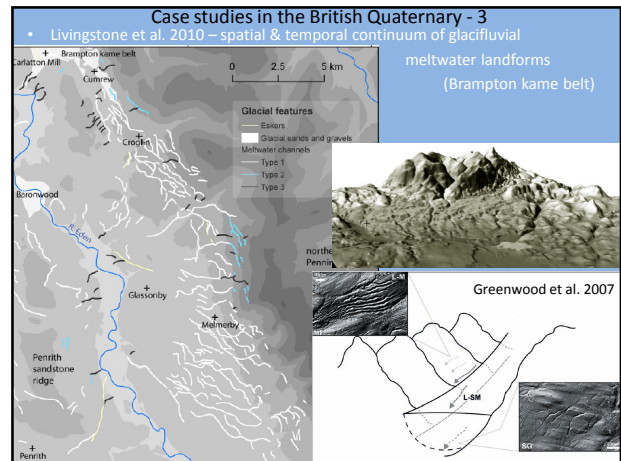 Case studies in the British Quaternary - 3
• Livingstone et al. 2010 – spatial & temporal continuum of glacifluvial
meltwater landforms
(Brampton kame belt)
Brampton kame belt
Carlatton Mill
Cumrew
0 2.5 5 km
Glacial features
Eskers
Glacial sands and gravels
Meltwater channels
Type 1
Type 2
Type 3
Croglin
Baronwood
R. Eden
Glassonby
Melmerby
Penrith
sandstone
ridge
Penrith
Greenwood et al. 2007
L-M
L-SM
SG